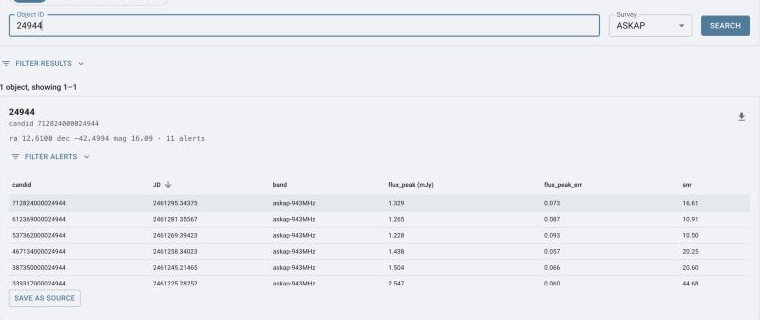 Object ID
24944
Survey
ASKAP
SEARCH
FILTER RESULTS
1 object, showing 1–1
24944
candid 712824000024944
ra 12.6100 dec −42.4994 mag 16.09 · 11 alerts
FILTER ALERTS
candid JD band flux_peak (mJy) flux_peak_err snr
712824000024944 2461295.34375 askap-943MHz 1.329 0.073 16.61
612369000024944 2461281.35567 askap-943MHz 1.265 0.087 10.91
537362000024944 2461269.39423 askap-943MHz 1.228 0.093 10.50
467134000024944 2461258.34023 askap-943MHz 1.438 0.057 20.25
387350000024944 2461245.21465 askap-943MHz 1.504 0.066 20.60
339317000024944 2461225.28252 askap-943MHz 2.547 0.060 44.68
SAVE AS SOURCE